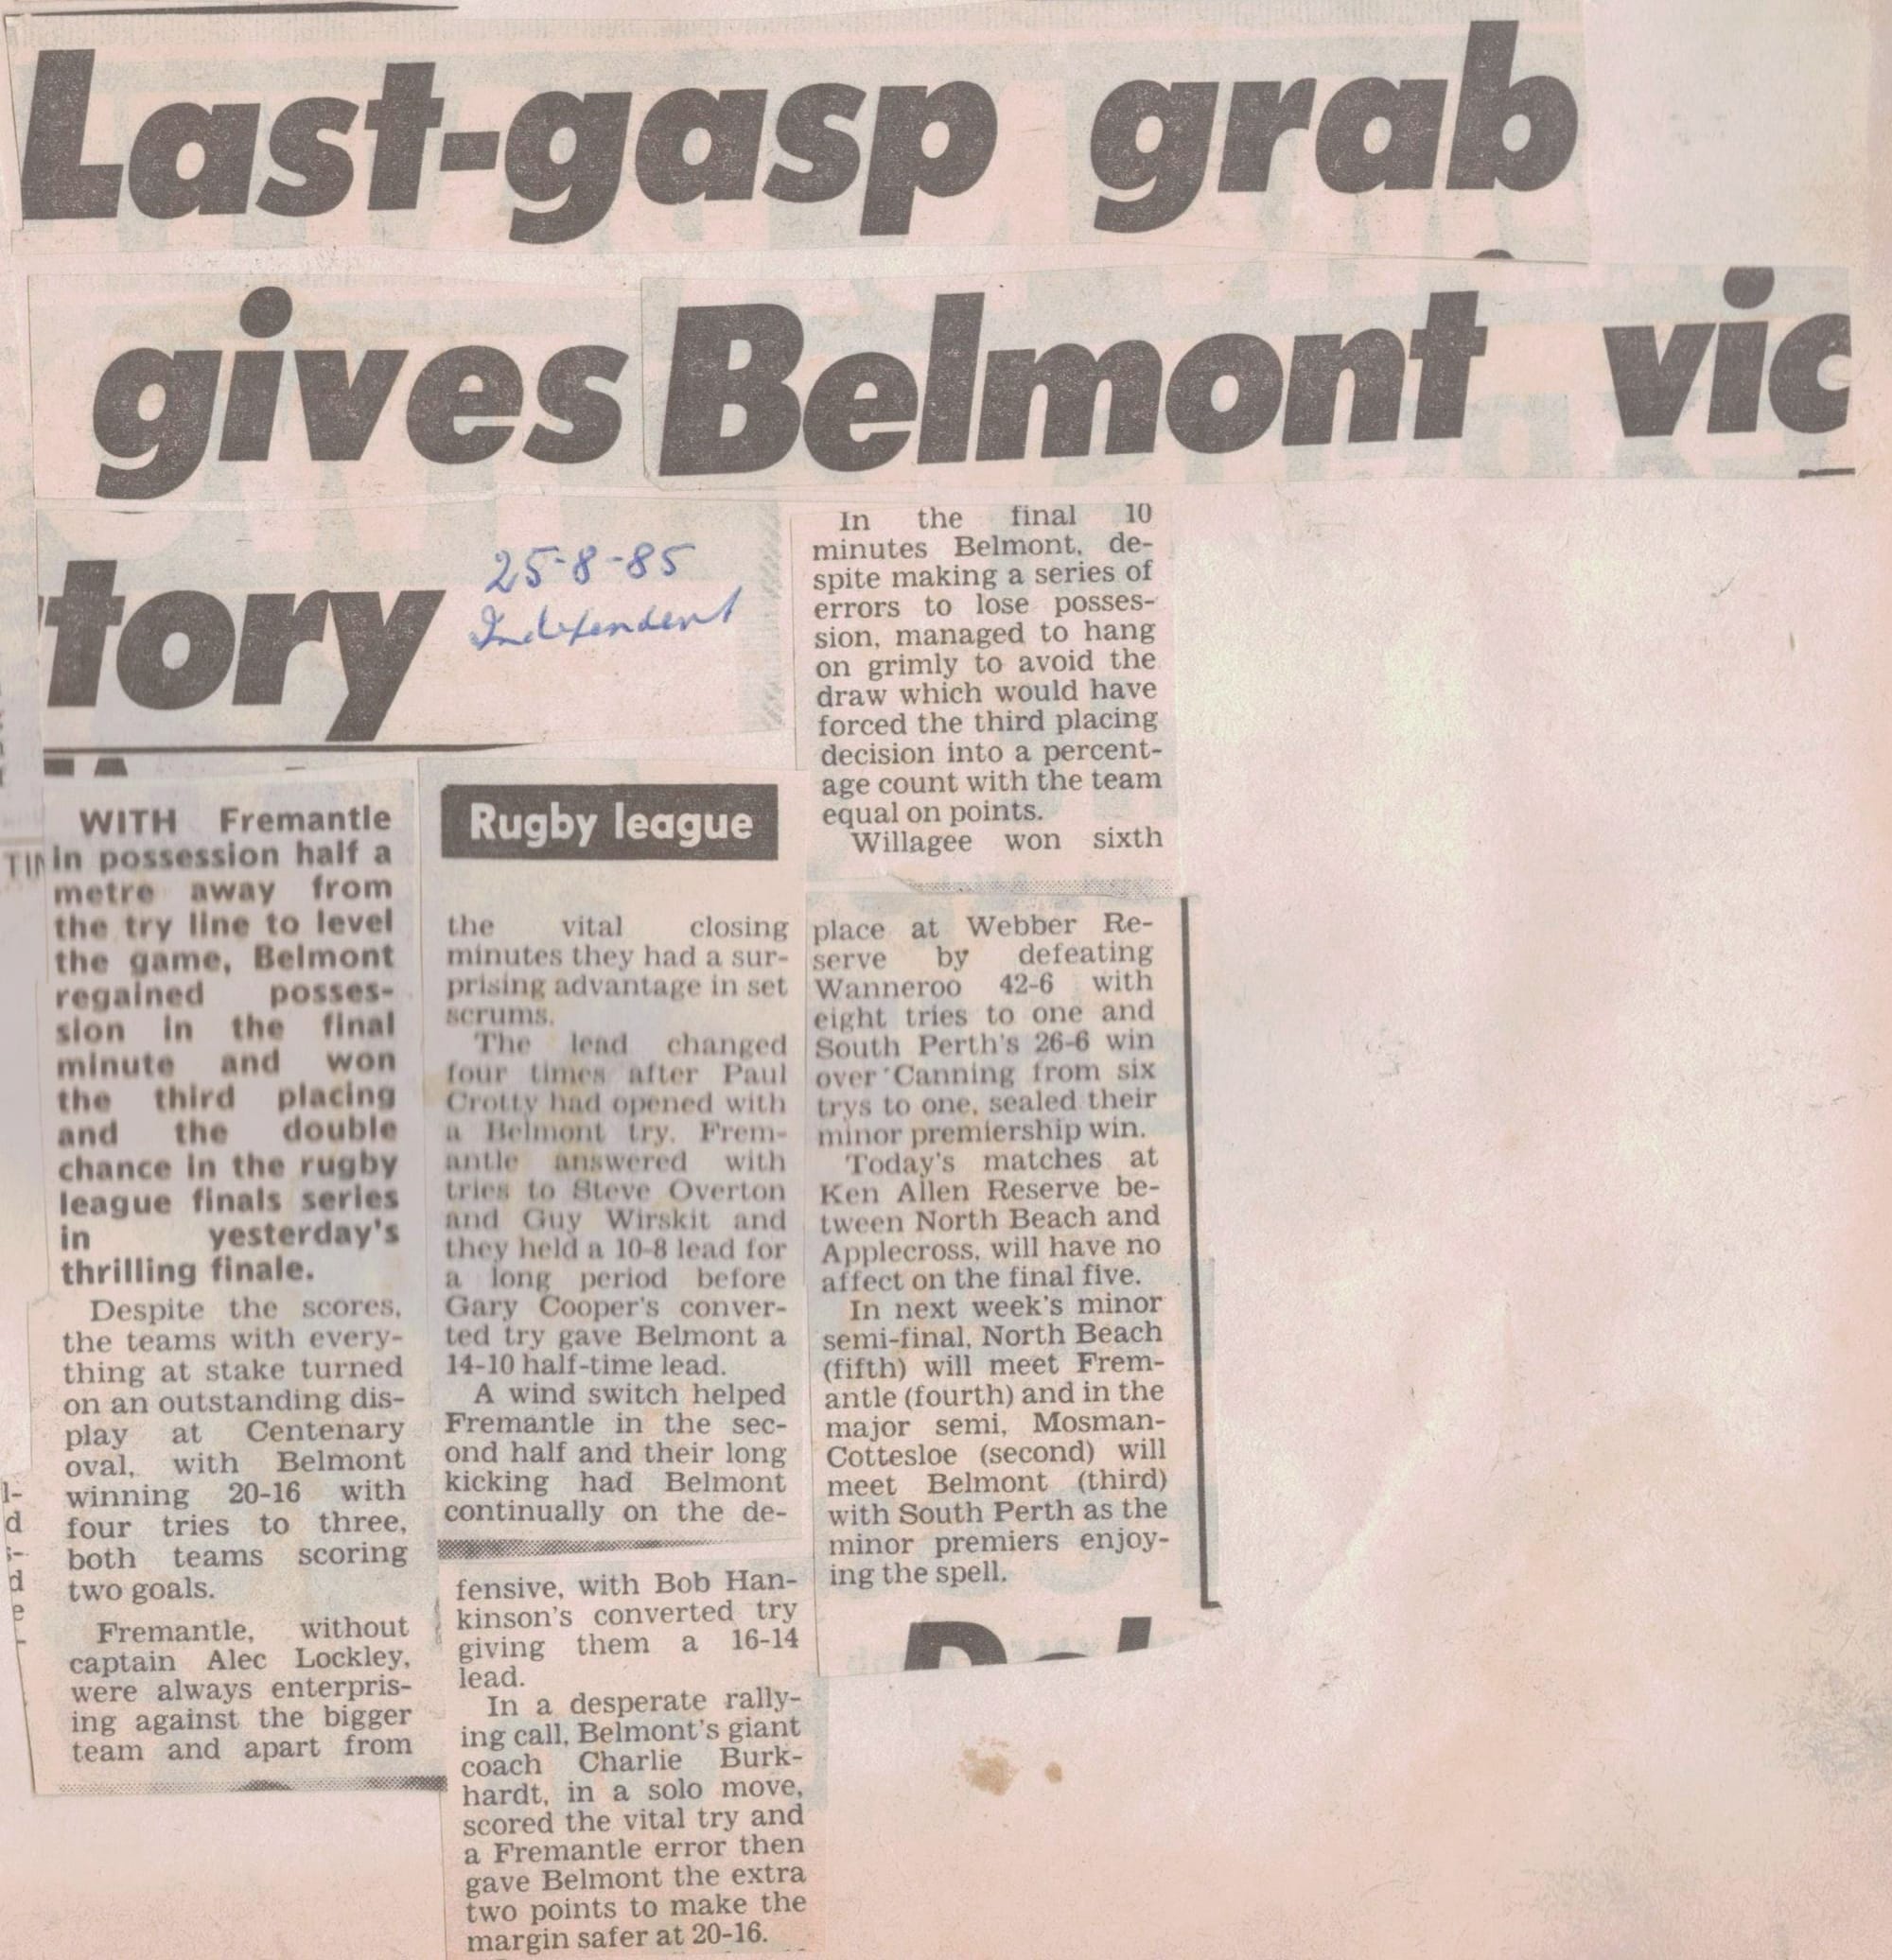 Last-gasp grab
gives Belmont vic
tory
25-8-85
Independent
WITH Fremantle
in possession half a
metre away from
the try line to level
the game, Belmont
regained posses-
sion in the final
minute and won
the third placing
and the double
chance in the rugby
league finals series
in yesterday's
thrilling finale.
Despite the scores,
the teams with every-
thing at stake turned
on an outstanding dis-
play at Centenary
oval, with Belmont
winning 20-16 with
four tries to three,
both teams scoring
two goals.
Fremantle, without
captain Alec Lockley,
were always enterpris-
ing against the bigger
team and apart from
Rugby league
the vital closing
minutes they had a sur-
prising advantage in set
scrums.
The lead changed
four times after Paul
Crotty had opened with
a Belmont try. Frem-
antle answered with
tries to Steve Overton
and Guy Wirskit and
they held a 10-8 lead for
a long period before
Gary Cooper's conver-
ted try gave Belmont a
14-10 half-time lead.
A wind switch helped
Fremantle in the sec-
ond half and their long
kicking had Belmont
continually on the de-
fensive, with Bob Han-
kinson's converted try
giving them a 16-14
lead.
In a desperate rally-
ing call, Belmont's giant
coach Charlie Burk-
hardt, in a solo move,
scored the vital try and
a Fremantle error then
gave Belmont the extra
two points to make the
margin safer at 20-16.
In the final 10
minutes Belmont, de-
spite making a series of
errors to lose posses-
sion, managed to hang
on grimly to avoid the
draw which would have
forced the third placing
decision into a percent-
age count with the team
equal on points.
Willagee won sixth
place at Webber Re-
serve by defeating
Wanneroo 42-6 with
eight tries to one and
South Perth's 26-6 win
over Canning from six
trys to one, sealed their
minor premiership win.
Today's matches at
Ken Allen Reserve be-
tween North Beach and
Applecross, will have no
affect on the final five.
In next week's minor
semi-final, North Beach
(fifth) will meet Frem-
antle (fourth) and in the
major semi, Mosman-
Cottesloe (second) will
meet Belmont (third)
with South Perth as the
minor premiers enjoy-
ing the spell.